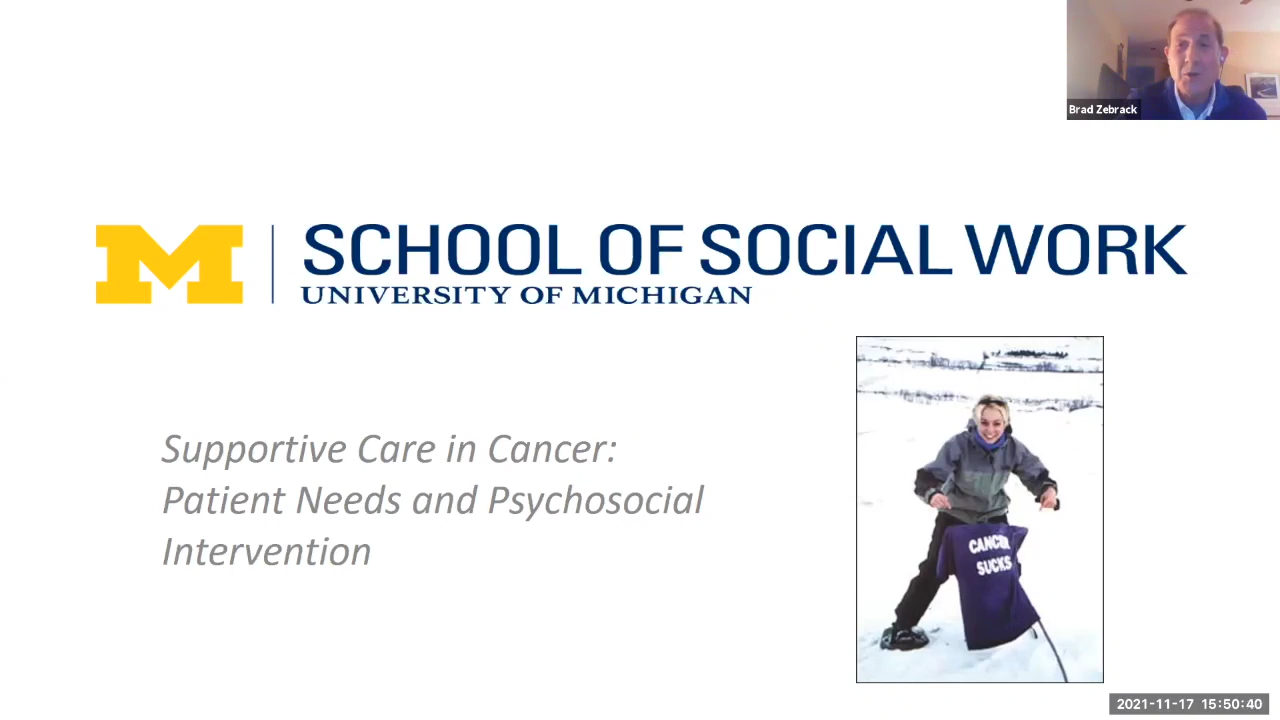 Brad Zebrack
M
SCHOOL OF SOCIAL WORK
UNIVERSITY OF MICHIGAN
Supportive Care in Cancer:
Patient Needs and Psychosocial
Intervention
CANCER
SUCKS
2021-11-17 15:50:40